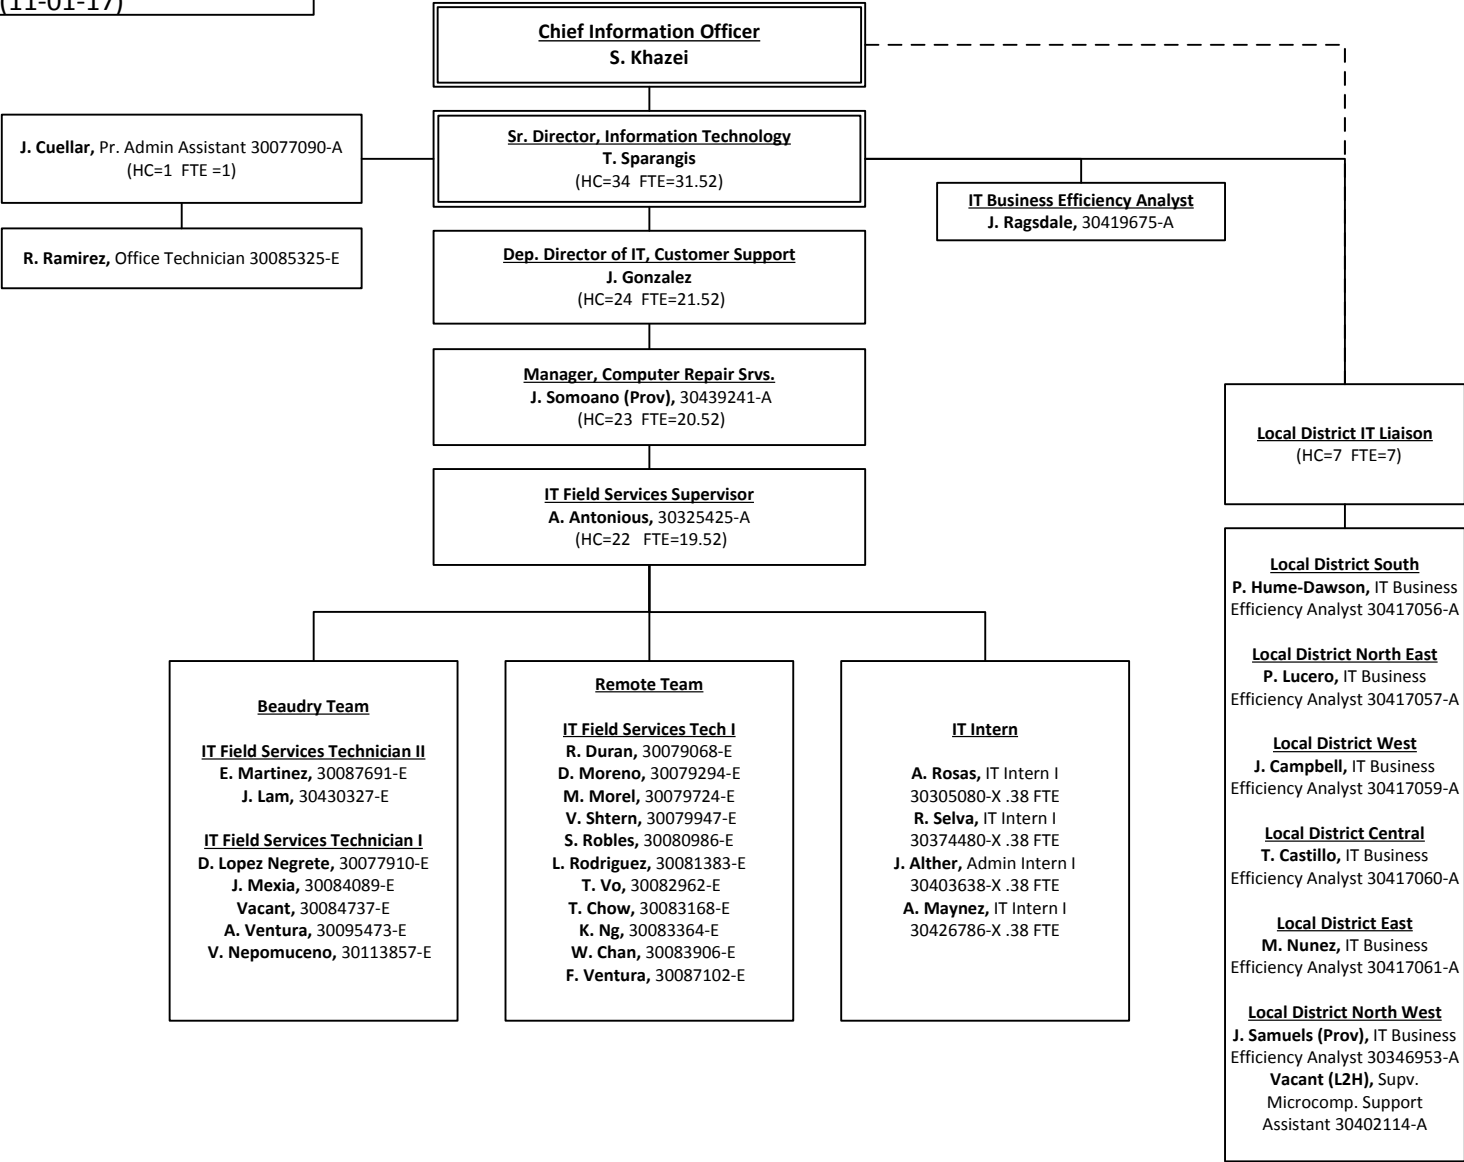 (11-01-17)
Chief Information Officer
S. Khazei
J. Cuellar, Pr. Admin Assistant 30077090-A
(HC=1 FTE =1)
Sr. Director, Information Technology
T. Sparangis
(HC=34 FTE=31.52)
IT Business Efficiency Analyst
J. Ragsdale, 30419675-A
R. Ramirez, Office Technician 30085325-E
Dep. Director of IT, Customer Support
J. Gonzalez
(HC=24 FTE=21.52)
Manager, Computer Repair Srvs.
J. Somoano (Prov), 30439241-A
(HC=23 FTE=20.52)
Local District IT Liaison
(HC=7 FTE=7)
IT Field Services Supervisor
A. Antonious, 30325425-A
(HC=22 FTE=19.52)
Beaudry Team
IT Field Services Technician II
E. Martinez, 30087691-E
J. Lam, 30430327-E
IT Field Services Technician I
D. Lopez Negrete, 30077910-E
J. Mexia, 30084089-E
Vacant, 30084737-E
A. Ventura, 30095473-E
V. Nepomuceno, 30113857-E
Remote Team
IT Field Services Tech I
R. Duran, 30079068-E
D. Moreno, 30079294-E
M. Morel, 30079724-E
V. Shtern, 30079947-E
S. Robles, 30080986-E
L. Rodriguez, 30081383-E
T. Vo, 30082962-E
T. Chow, 30083168-E
K. Ng, 30083364-E
W. Chan, 30083906-E
F. Ventura, 30087102-E
IT Intern
A. Rosas, IT Intern I
30305080-X .38 FTE
R. Selva, IT Intern I
30374480-X .38 FTE
J. Alther, Admin Intern I
30403638-X .38 FTE
A. Maynez, IT Intern I
30426786-X .38 FTE
Local District South
P. Hume-Dawson, IT Business
Efficiency Analyst 30417056-A
Local District North East
P. Lucero, IT Business
Efficiency Analyst 30417057-A
Local District West
J. Campbell, IT Business
Efficiency Analyst 30417059-A
Local District Central
T. Castillo, IT Business
Efficiency Analyst 30417060-A
Local District East
M. Nunez, IT Business
Efficiency Analyst 30417061-A
Local District North West
J. Samuels (Prov), IT Business
Efficiency Analyst 30346953-A
Vacant (L2H), Supv.
Microcomp. Support
Assistant 30402114-A